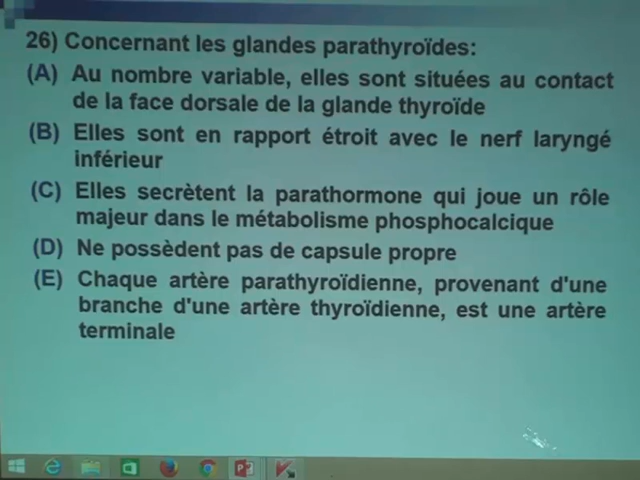 26) Concernant les glandes parathyroïdes:
(A) Au nombre variable, elles sont situées au contact
de la face dorsale de la glande thyroïde
(B) Elles sont en rapport étroit avec le nerf laryngé
inférieur
(C) Elles secrètent la parathormone qui joue un rôle
majeur dans le métabolisme phosphocalcique
(D) Ne possèdent pas de capsule propre
(E) Chaque artère parathyroïdienne, provenant d'une
branche d'une artère thyroïdienne, est une artère
terminale